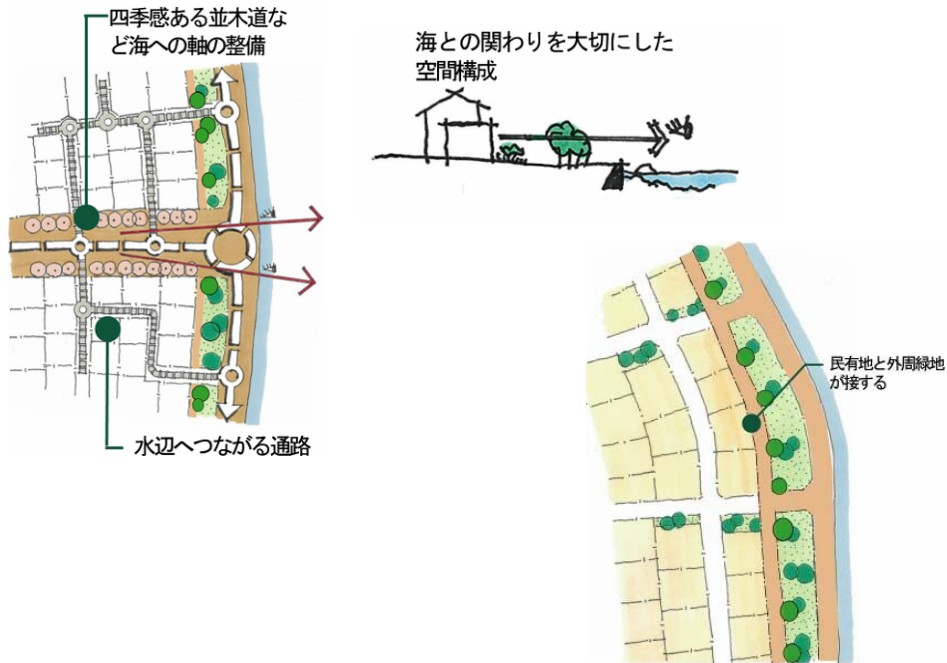 四季感ある並木道な
ど海への軸の整備
海との関わりを大切にした
空間構成
民有地と外周緑地
が接する
水辺へつながる通路